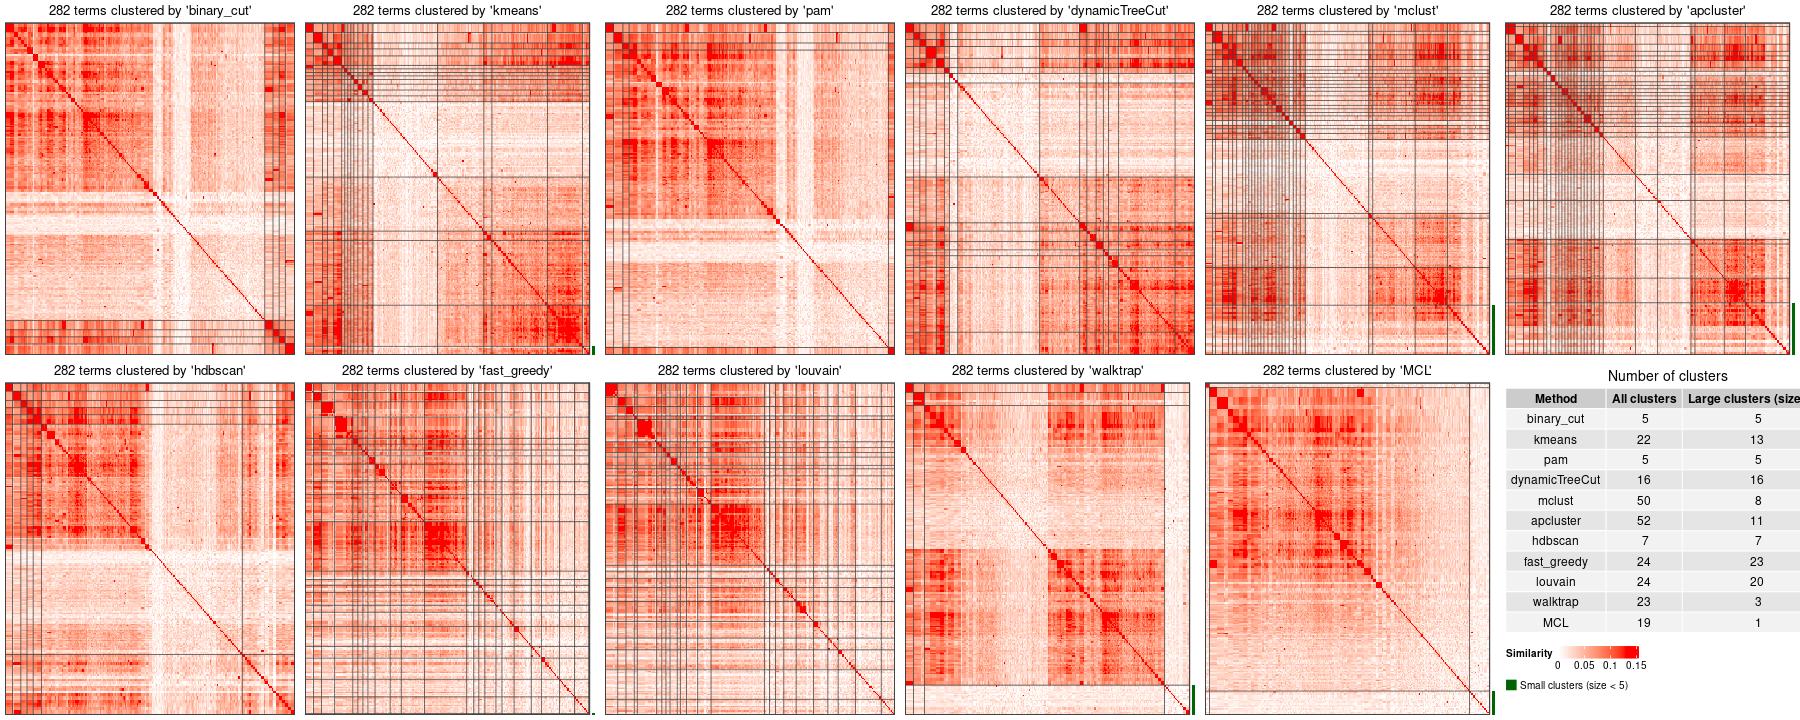 282 terms clustered by 'binary_cut'
282 terms clustered by 'kmeans'
282 terms clustered by 'pam'
282 terms clustered by 'dynamicTreeCut'
282 terms clustered by 'mclust'
282 terms clustered by 'apcluster'
282 terms clustered by 'hdbscan'
282 terms clustered by 'fast_greedy'
282 terms clustered by 'louvain'
282 terms clustered by 'walktrap'
282 terms clustered by 'MCL'
Number of clusters
Method All clusters Large clusters (size
binary_cut 5 5
kmeans 22 13
pam 5 5
dynamicTreeCut 16 16
mclust 50 8
apcluster 52 11
hdbscan 7 7
fast_greedy 24 23
louvain 24 20
walktrap 23 3
MCL 19 1
Similarity
0 0.05 0.1 0.15
Small clusters (size < 5)